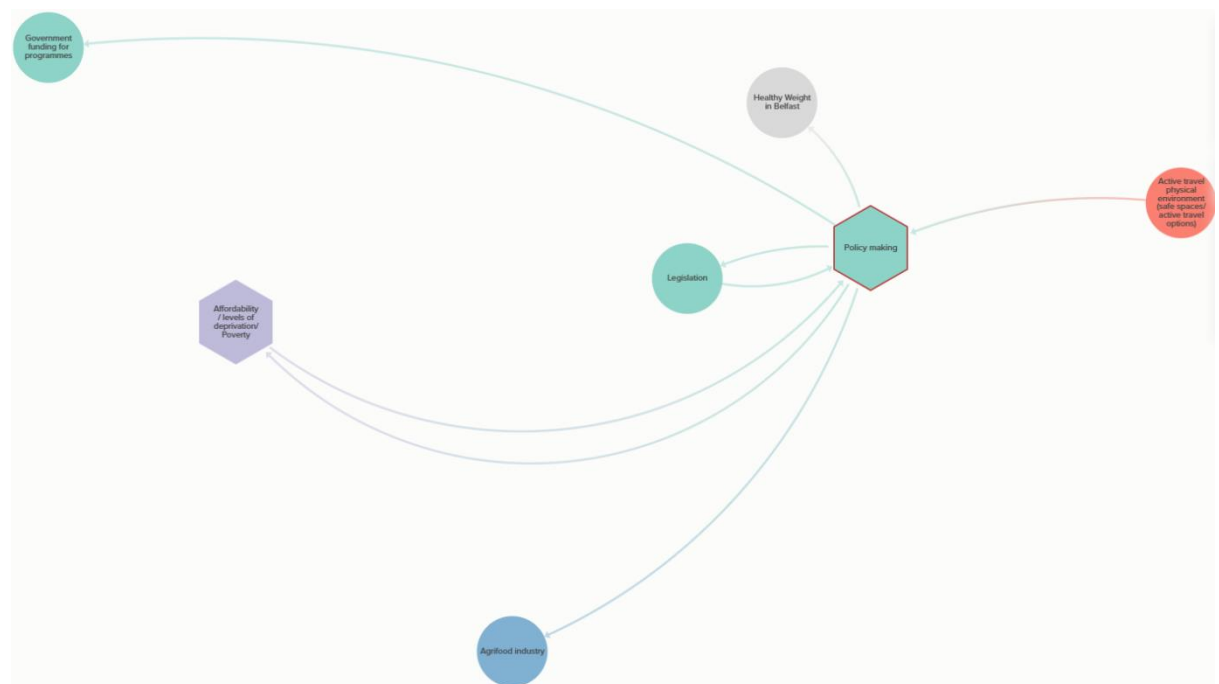 Government
funding for
programmes
Healthy Weight
in Belfast
Active travel
physical
environment
(safe spaces/
active travel
options)
Policy making
Legislation
Affordability
/ levels of
deprivation/
Poverty
Agrifood industry